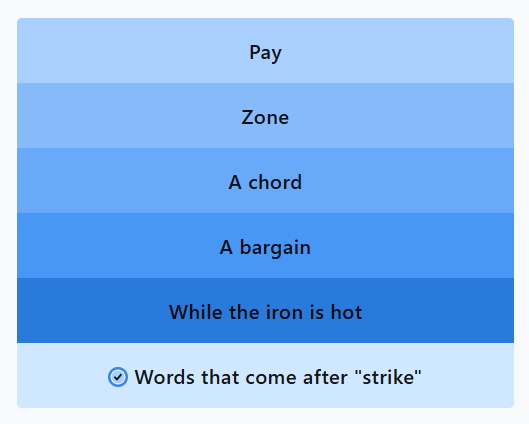 Pay
Zone
A chord
A bargain
While the iron is hot
Words that come after "strike"